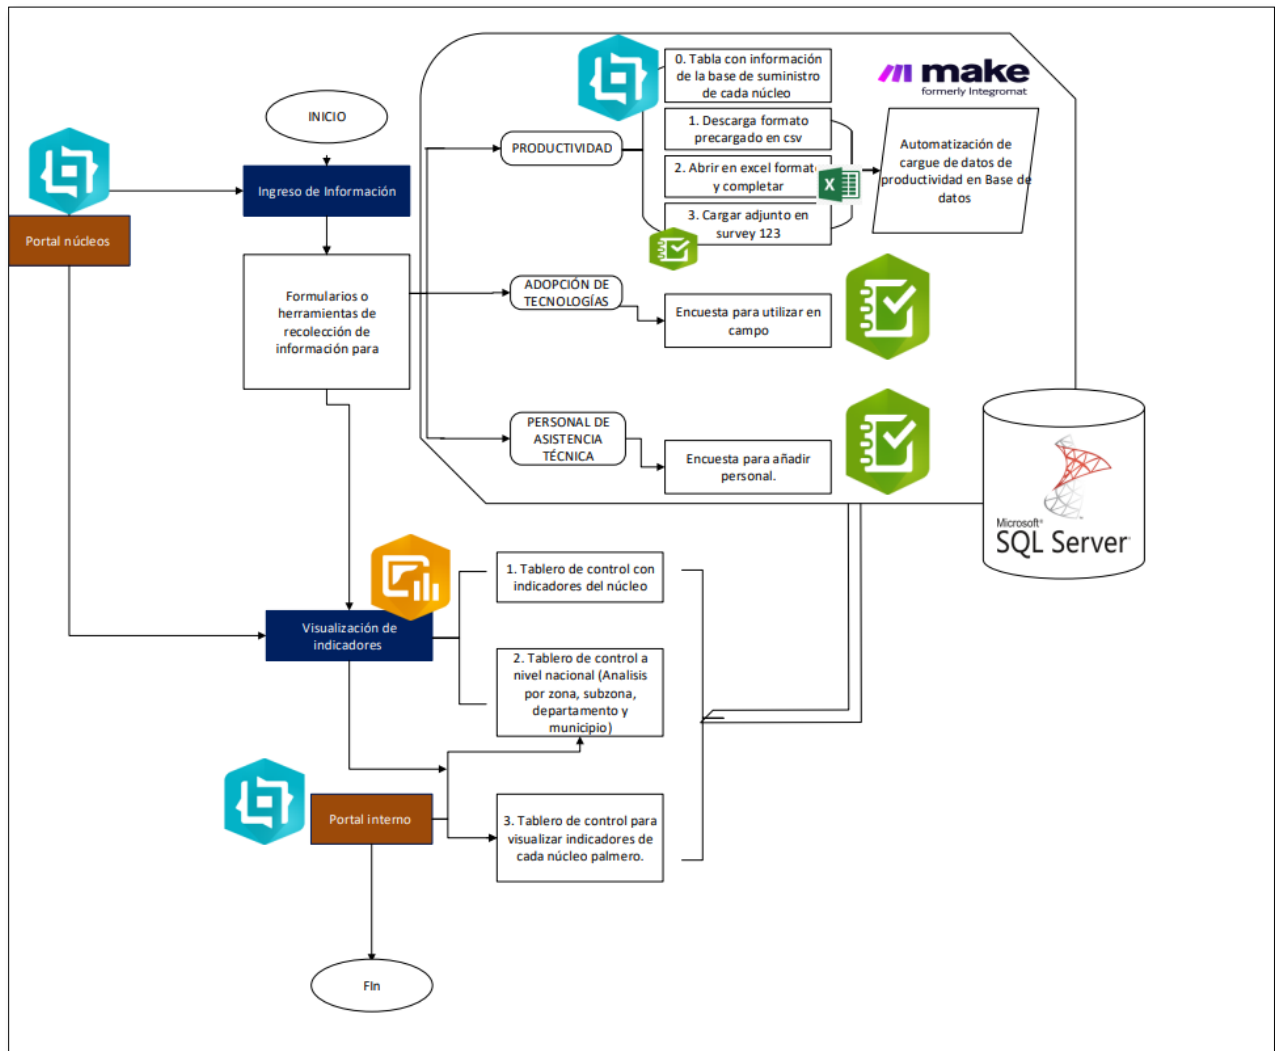 INICIO
Ingreso de Información
Portal núcleos
Formularios o
herramientas de
recolección de
información para
PRODUCTIVIDAD
0. Tabla con información
de la base de suministro
de cada núcleo
1. Descarga formato
precargado en csv
2. Abrir en excel formato
y completar
3. Cargar adjunto en
survey 123
make
formerly Integromat
Automatización de
cargue de datos de
productividad en Base de
datos
ADOPCIÓN DE
TECNOLOGÍAS
Encuesta para utilizar en
campo
PERSONAL DE
ASISTENCIA
TÉCNICA
Encuesta para añadir
personal.
Microsoft®
SQL Server
Visualización de
indicadores
1. Tablero de control con
indicadores del núcleo
2. Tablero de control a
nivel nacional (Analisis
por zona, subzona,
departamento y
municipio)
Portal interno
3. Tablero de control para
visualizar indicadores de
cada núcleo palmero.
FIn